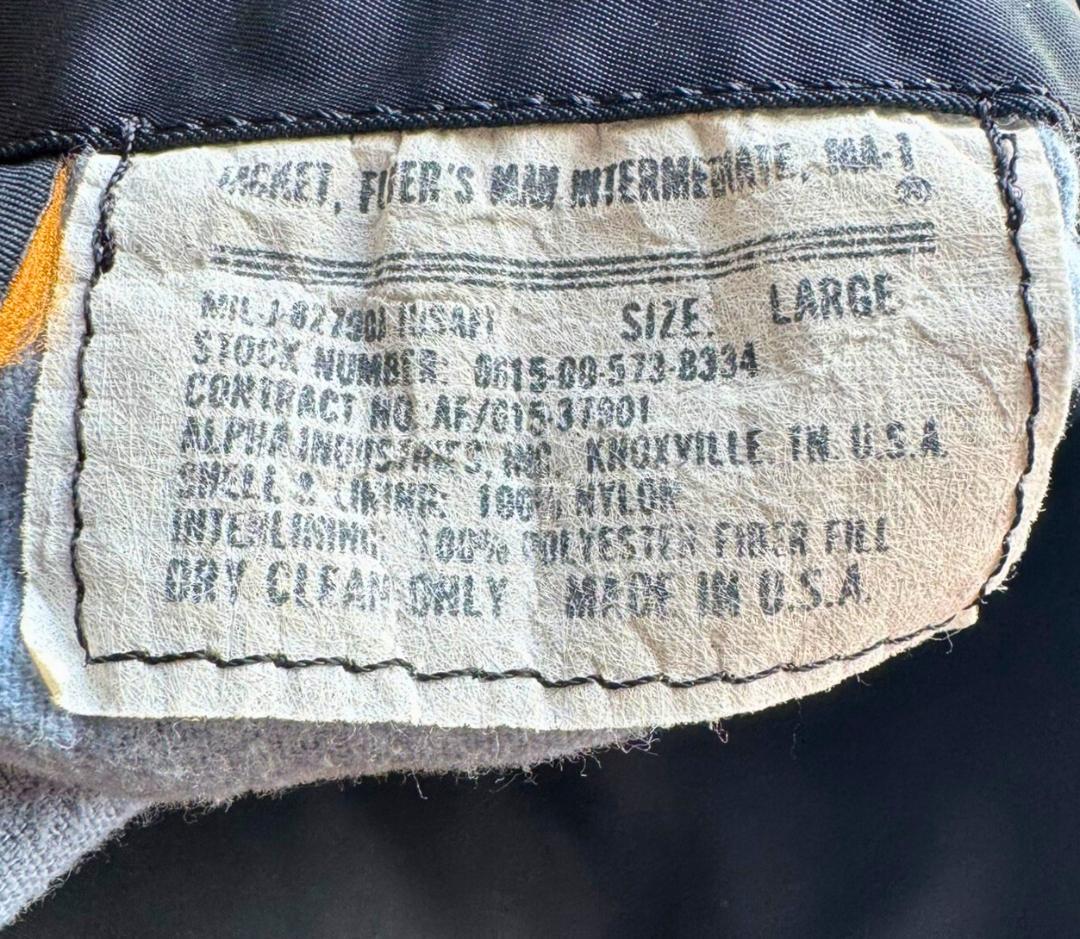 JACKET, FLYER'S MAN INTERMEDIATE, MA-1
®
MIL-J-8279DJ (USAF) SIZE. LARGE
STOCK NUMBER: 8615-00-573-8334
CONTRACT NO. AF/615-37901
ALPHA INDUSTRIES, INC. KNOXVILLE, TN. U.S.A.
SHELL & LINING: 100% NYLON
INTERLINING: 100% POLYESTER FIBER FILL
DRY CLEAN ONLY MADE IN U.S.A.